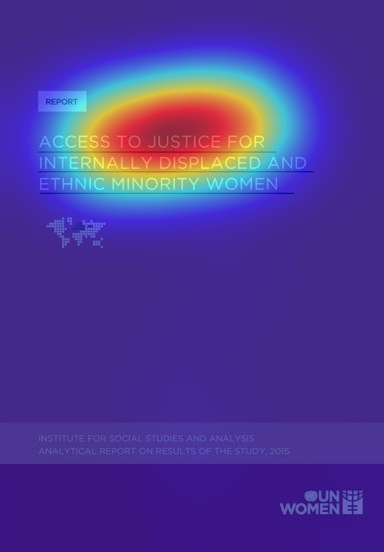 REPORT
ACCESS TO JUSTICE FOR
INTERNALLY DISPLACED AND
ETHNIC MINORITY WOMEN
INSTITUTE FOR SOCIAL STUDIES AND ANALYSIS
ANALYTICAL REPORT ON RESULTS OF THE STUDY, 2015
UN
WOMEN